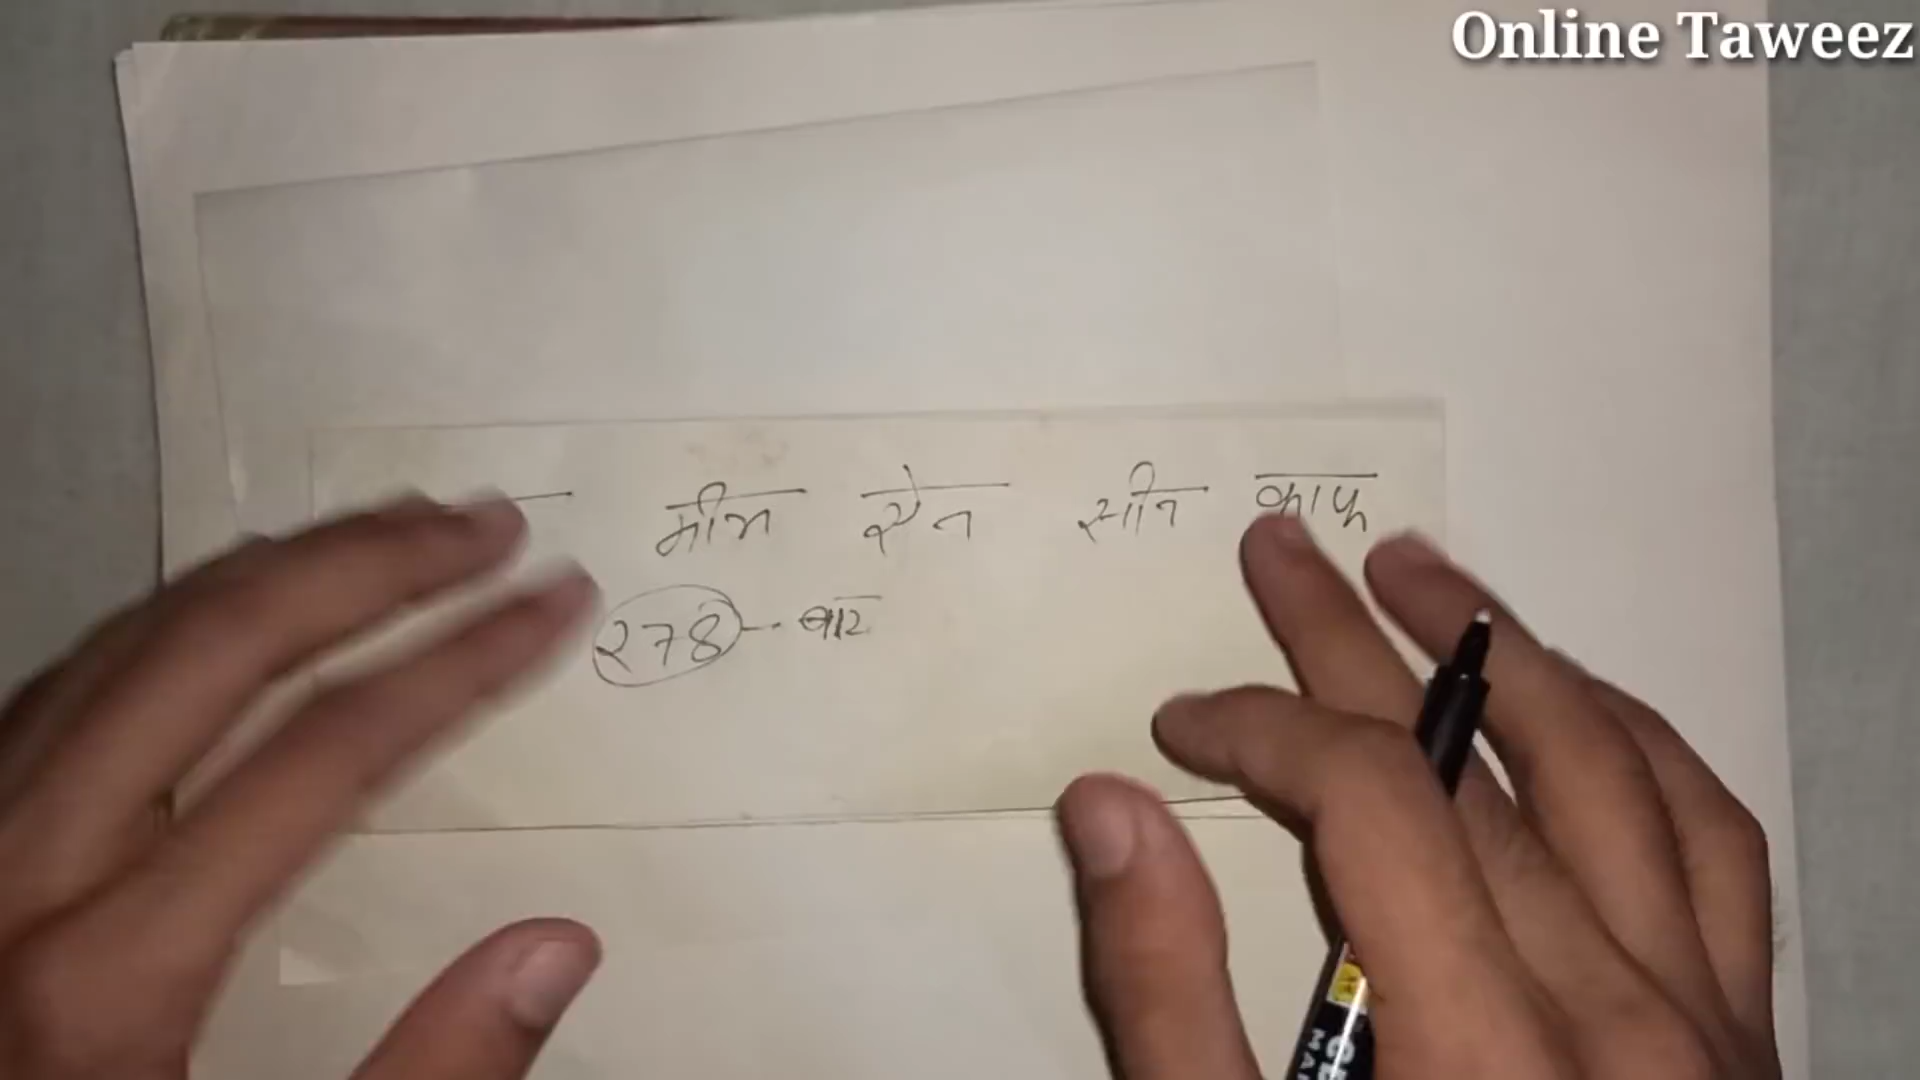 Online Taweez
मीम ऐन सीन काफ
278 - बार